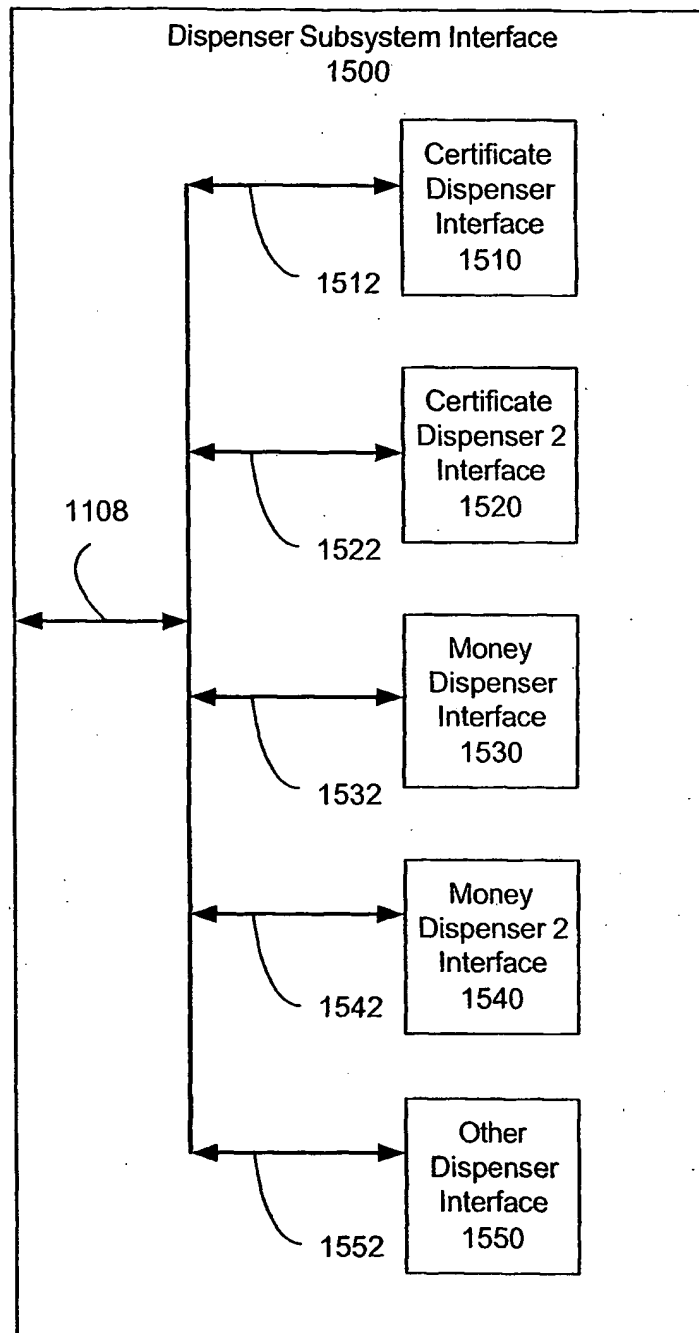 Dispenser Subsystem Interface
1500
Certificate
Dispenser
Interface
1510
1512
Certificate
Dispenser 2
Interface
1520
1108
1522
Money
Dispenser
Interface
1530
1532
Money
Dispenser 2
Interface
1540
1542
Other
Dispenser
Interface
1550
1552